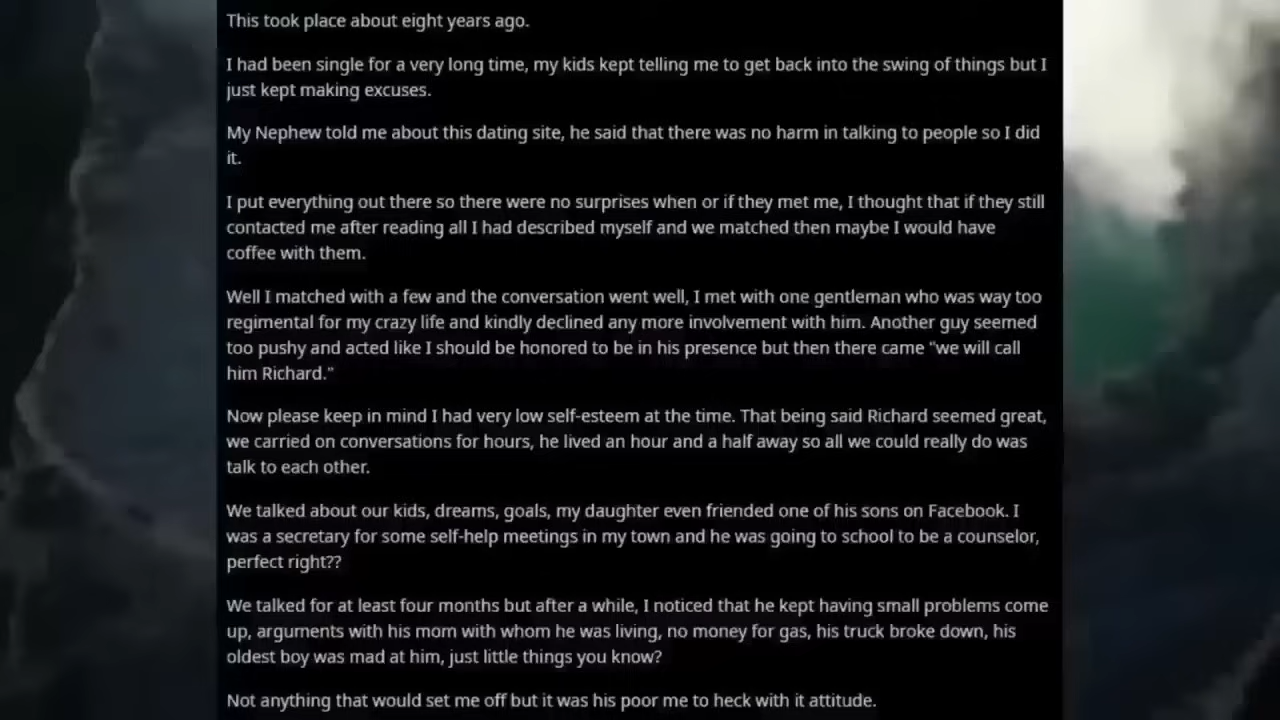 This took place about eight years ago.
I had been single for a very long time, my kids kept telling me to get back into the swing of things but I
just kept making excuses.
My Nephew told me about this dating site, he said that there was no harm in talking to people so I did
it.
I put everything out there so there were no surprises when or if they met me, I thought that if they still
contacted me after reading all I had described myself and we matched then maybe I would have
coffee with them.
Well I matched with a few and the conversation went well, I met with one gentleman who was way too
regimental for my crazy life and kindly declined any more involvement with him. Another guy seemed
too pushy and acted like I should be honored to be in his presence but then there came "we will call
him Richard."
Now please keep in mind I had very low self-esteem at the time. That being said Richard seemed great,
we carried on conversations for hours, he lived an hour and a half away so all we could really do was
talk to each other.
We talked about our kids, dreams, goals, my daughter even friended one of his sons on Facebook. I
was a secretary for some self-help meetings in my town and he was going to school to be a counselor,
perfect right??
We talked for at least four months but after a while, I noticed that he kept having small problems come
up, arguments with his mom with whom he was living, no money for gas, his truck broke down, his
oldest boy was mad at him, just little things you know?
Not anything that would set me off but it was his poor me to heck with it attitude.